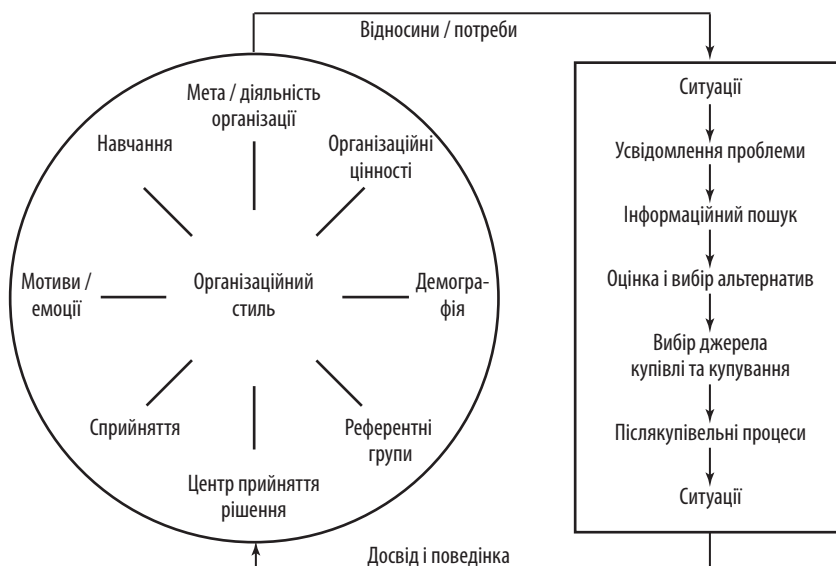 Відносини / потреби
Мета / діяльність
організації
Навчання
Організаційні
цінності
Мотиви /
емоції
Організаційний
стиль
Демогра-
фія
Сприйняття
Референтні
групи
Центр прийняття
рішення
Ситуації
Усвідомлення проблеми
Інформаційний пошук
Оцінка і вибір альтернатив
Вибір джерела
купівлі та купування
Післякупівельні процеси
Ситуації
Досвід і поведінка